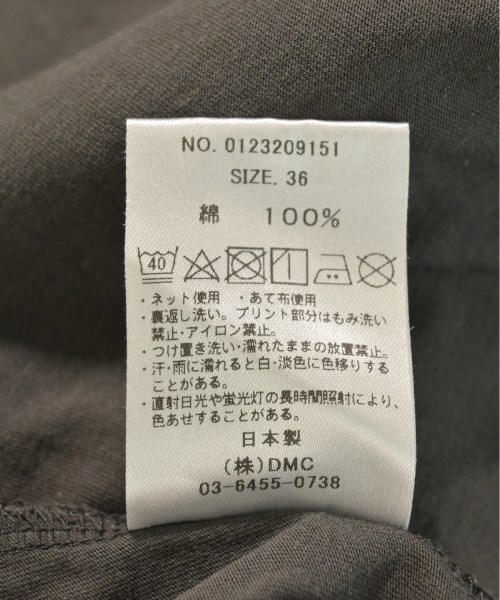 NO. 0123209151
SIZE. 36
綿 100%
40
・ネット使用 ・あて布使用
・裏返し洗い。プリント部分はもみ洗い
禁止・アイロン禁止。
・つけ置き洗い・濡れたままの放置禁止。
・汗・雨に濡れると白・淡色に色移りする
ことがある。
・直射日光や蛍光灯の長時間照射により、
色あせすることがある。
日本製
(株)DMC
03-6455-0738